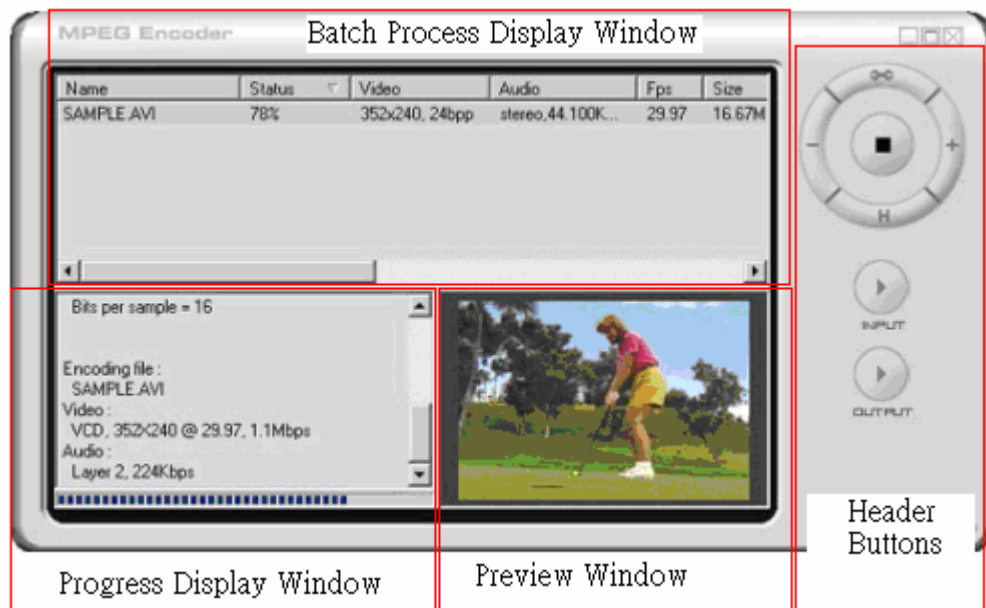 MPEG Encoder
Batch Process Display Window
Name Status Video Audio Fps Size
SAMPLE.AVI 78% 352x240, 24bpp stereo,44.100K... 29.97 16.67M
H
INPUT
OUTPUT
Bits per sample = 16
Encoding file :
SAMPLE.AVI
Video :
VCD, 352X240 @ 29.97, 1.1Mbps
Audio :
Layer 2, 224Kbps
Header
Buttons
Progress Display Window
Preview Window